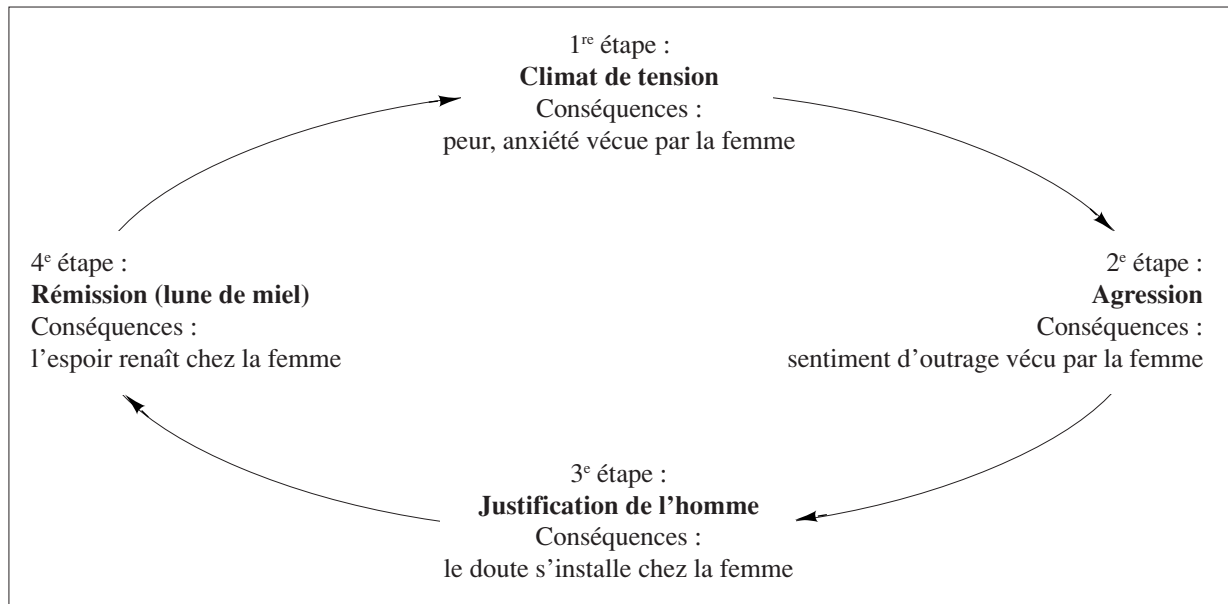 1re étape :
Climat de tension
Conséquences :
peur, anxiété vécue par la femme
2e étape :
Agression
Conséquences :
sentiment d’outrage vécu par la femme
3e étape :
Justification de l’homme
Conséquences :
le doute s’installe chez la femme
4e étape :
Rémission (lune de miel)
Conséquences :
l’espoir renaît chez la femme